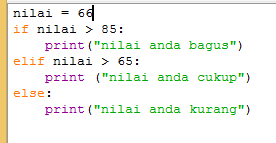 nilai = 66
if nilai > 85:
    print("nilai anda bagus")
elif nilai > 65:
    print ("nilai anda cukup")
else:
    print("nilai anda kurang")